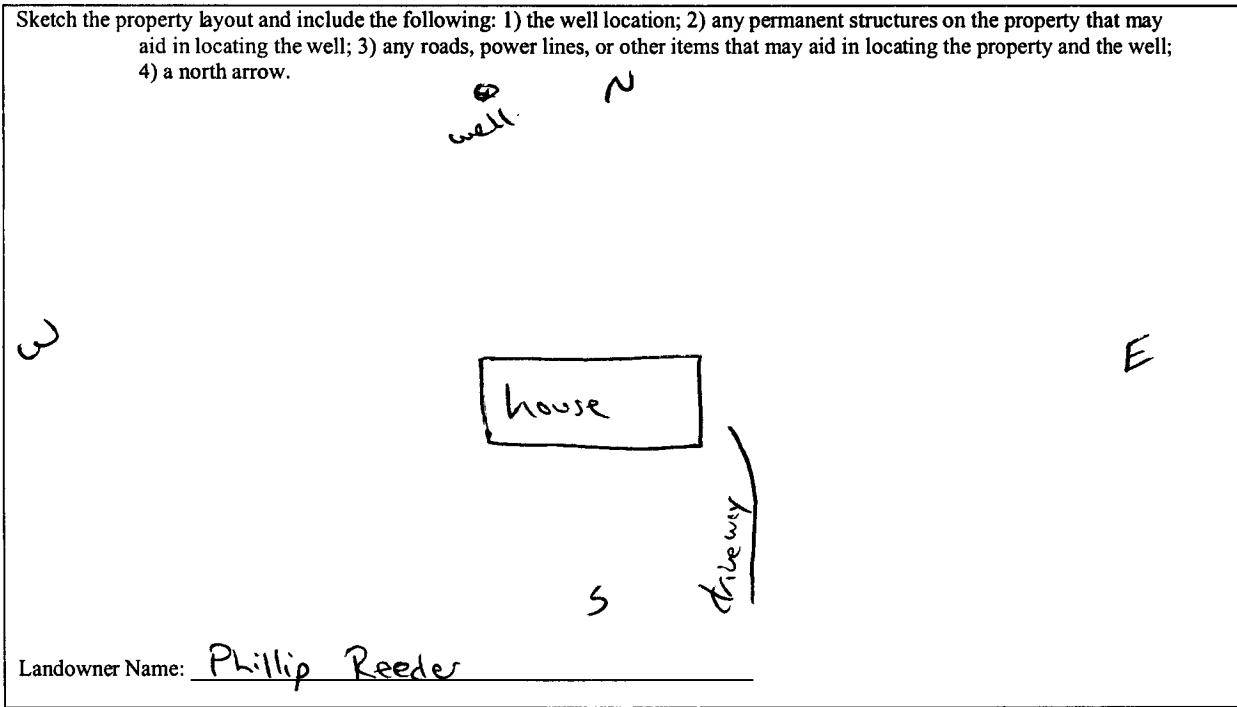 Sketch the property layout and include the following: 1) the well location; 2) any permanent structures on the property that may
aid in locating the well; 3) any roads, power lines, or other items that may aid in locating the property and the well;
4) a north arrow.
N
well
W
E
house
driveway
S
Landowner Name: Phillip Reeder